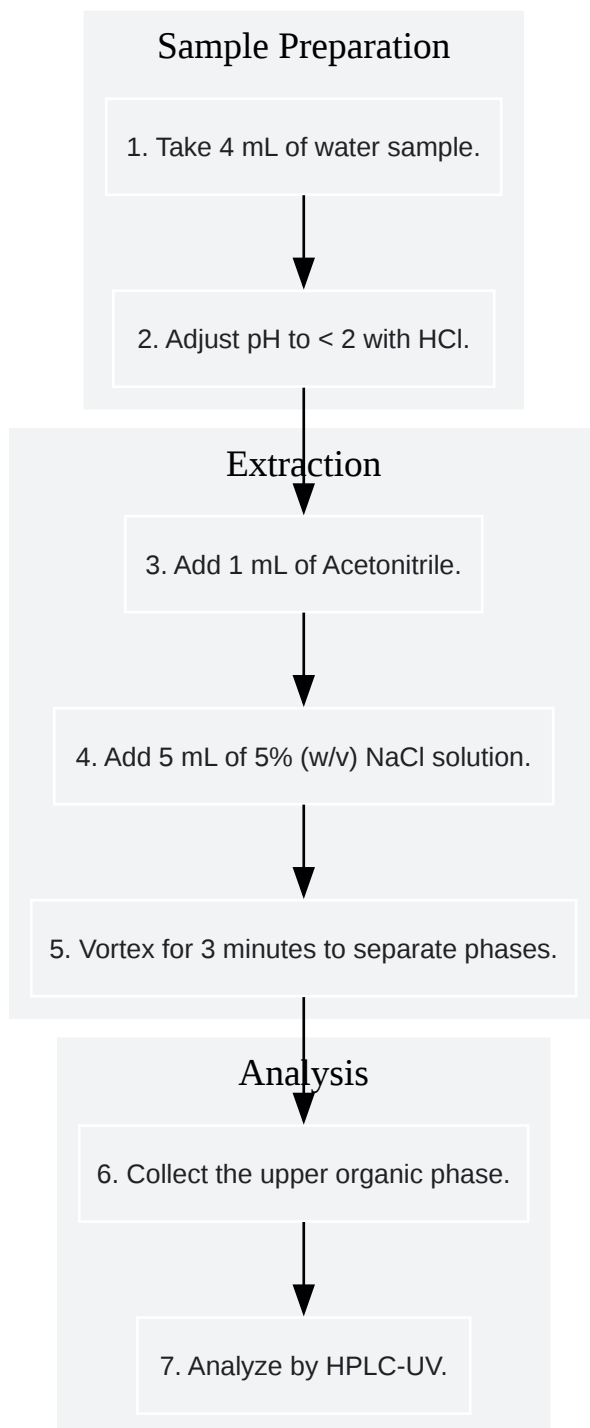 Sample Preparation
1. Take 4 mL of water sample.
2. Adjust pH to < 2 with HCl.
Extraction
3. Add 1 mL of Acetonitrile.
4. Add 5 mL of 5% (w/v) NaCl solution.
5. Vortex for 3 minutes to separate phases.
Analysis
6. Collect the upper organic phase.
7. Analyze by HPLC-UV.